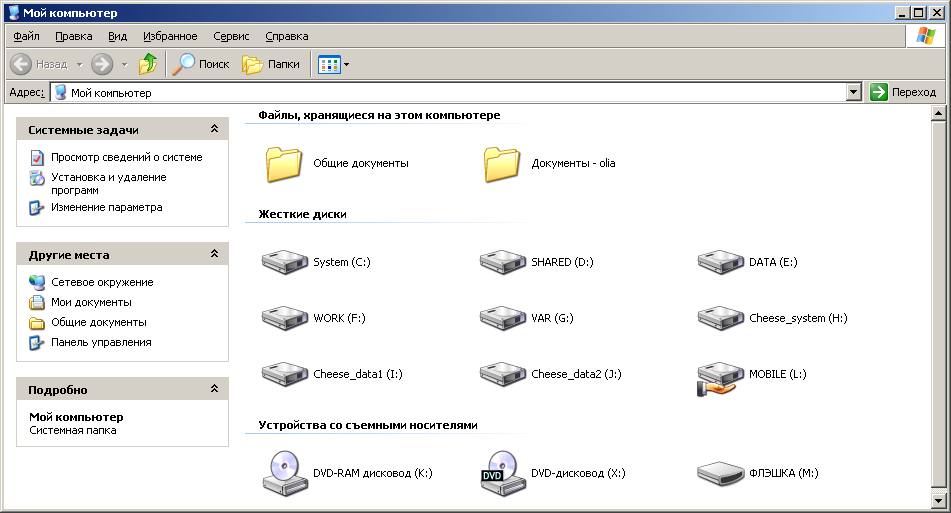 Мой компьютер
Файл Правка Вид Избранное Сервис Справка
Назад Поиск Папки
Адрес: Мой компьютер Переход
Системные задачи
Просмотр сведений о системе
Установка и удаление
программ
Изменение параметра
Другие места
Сетевое окружение
Мои документы
Общие документы
Панель управления
Подробно
Мой компьютер
Системная папка
Файлы, хранящиеся на этом компьютере
Общие документы Документы - olia
Жесткие диски
System (C:) SHARED (D:) DATA (E:)
WORK (F:) VAR (G:) Cheese_system (H:)
Cheese_data1 (I:) Cheese_data2 (J:) MOBILE (L:)
Устройства со съемными носителями
DVD-RAM дисковод (K:) DVD DVD-дисковод (X:) ФЛЭШКА (M:)